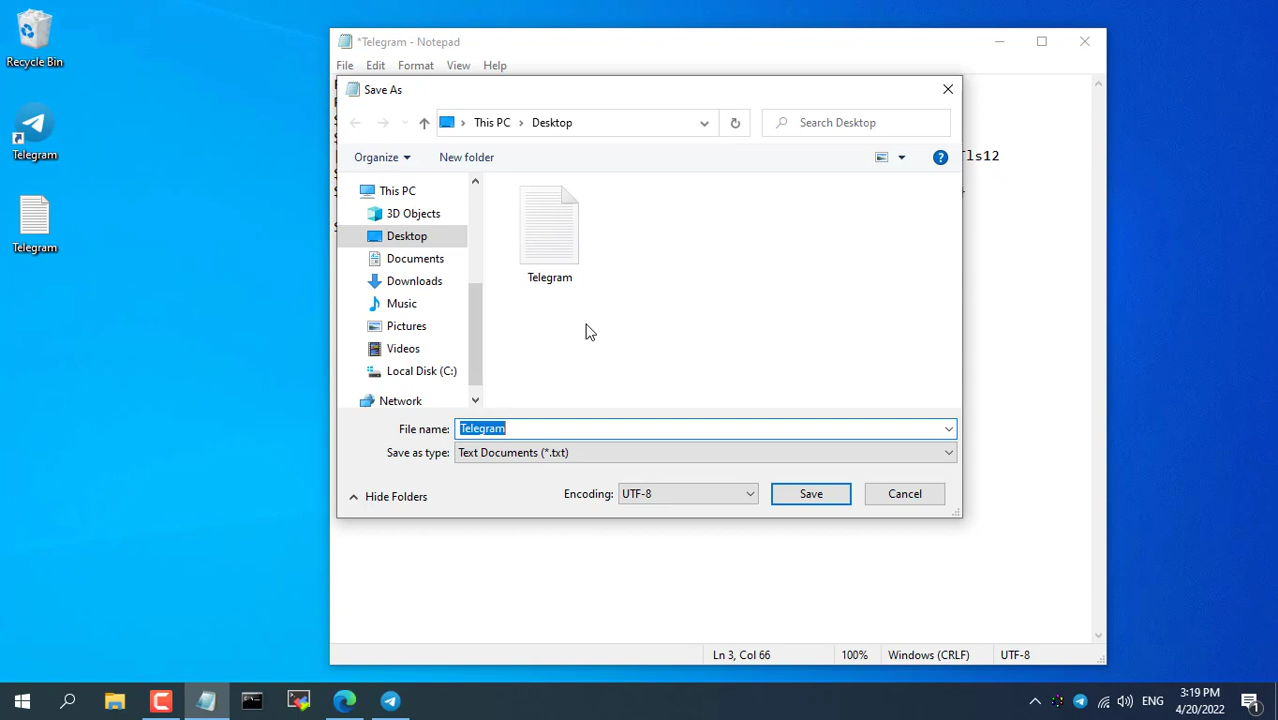 Recycle Bin
Telegram
Telegram
*Telegram - Notepad
File Edit Format View Help
Tls12
Save As
This PC Desktop
Search Desktop
Organize New folder
This PC
3D Objects
Desktop
Documents
Downloads
Music
Pictures
Videos
Local Disk (C:)
Network
Telegram
File name: Telegram
Save as type: Text Documents (*.txt)
Hide Folders
Encoding: UTF-8
Save
Cancel
Ln 3, Col 66 100% Windows (CRLF) UTF-8
ENG
3:19 PM
4/20/2022
1